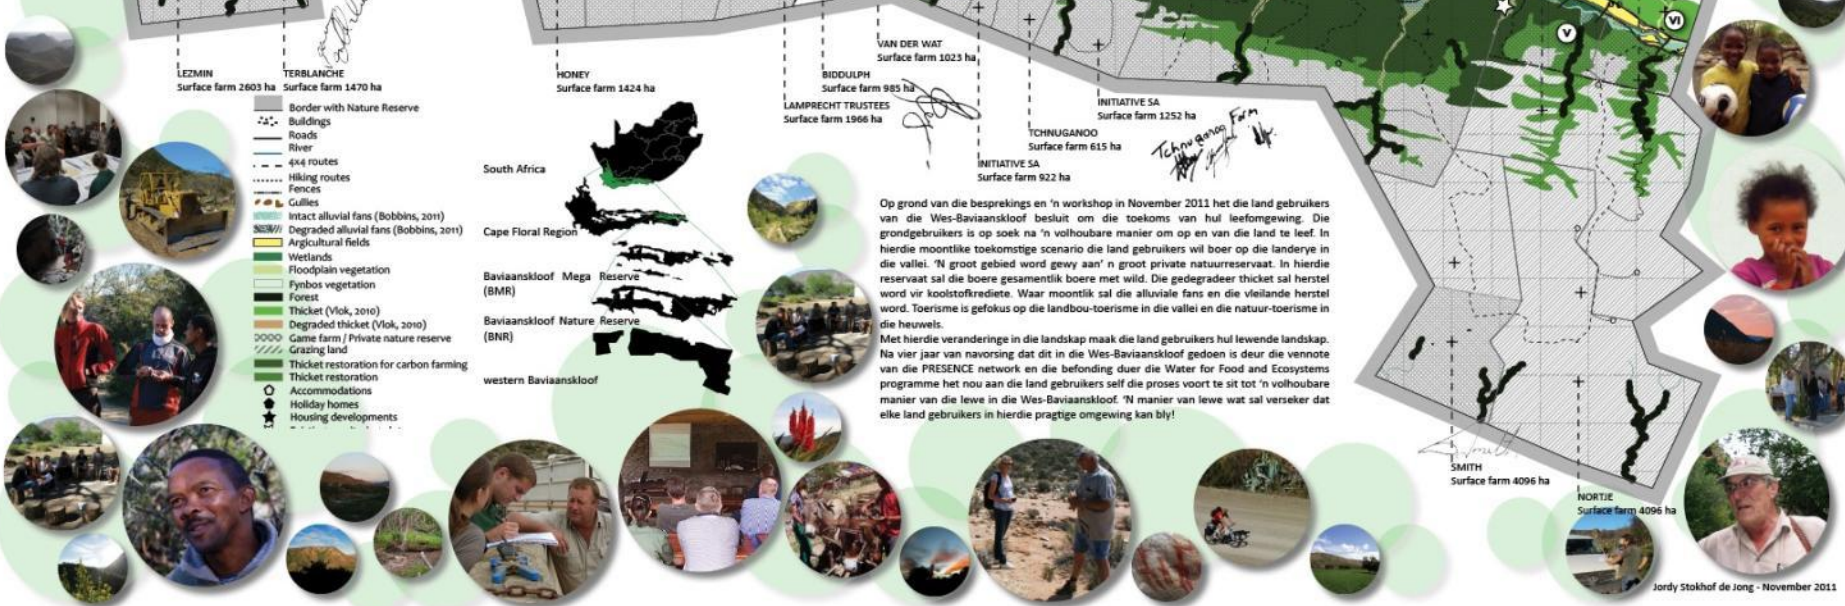 LEZMIN
Surface farm 2603 ha
TERBLANCHE
Surface farm 1470 ha
HONEY
Surface farm 1424 ha
VAN DER WAT
Surface farm 1023 ha
BIDDULPH
Surface farm 985 ha
LAMPRECHT TRUSTEES
Surface farm 1966 ha
INITIATIVE SA
Surface farm 1252 ha
TCHNUGANOO
Surface farm 615 ha
INITIATIVE SA
Surface farm 922 ha
Tchnuganoo Farm
V
VI
Border with Nature Reserve
Buildings
Roads
River
4x4 routes
Hiking routes
Fences
Gullies
Intact alluvial fans (Bobbins, 2011)
Degraded alluvial fans (Bobbins, 2011)
Argicultural fields
Wetlands
Floodplain vegetation
Fynbos vegetation
Forest
Thicket (Vlok, 2010)
Degraded thicket (Vlok, 2010)
Game farm / Private nature reserve
Grazing land
Thicket restoration for carbon farming
Thicket restoration
Accommodations
Holiday homes
Housing developments
South Africa
Cape Floral Region
Baviaanskloof Mega Reserve
(BMR)
Baviaanskloof Nature Reserve
(BNR)
western Baviaanskloof
Op grond van die besprekings en 'n workshop in November 2011 het die land gebruikers
van die Wes-Baviaanskloof besluit om die toekoms van hul leefomgewing. Die
grondgebruikers is op soek na 'n volhoubare manier om op en van die land te leef. In
hierdie moontlike toekomstige scenario die land gebruikers wil boer op die landerye in
die vallei. 'N groot gebied word gewy aan' n groot private natuurreservaat. In hierdie
reservaat sal die boere gesamentlik boere met wild. Die gedegradeer thicket sal herstel
word vir koolstofkrediete. Waar moontlik sal die alluviale fans en die vleilande herstel
word. Toerisme is gefokus op die landbou-toerisme in die vallei en die natuur-toerisme in
die heuwels.
Met hierdie veranderinge in die landskap maak die land gebruikers hul lewende landskap.
Na vier jaar van navorsing dat dit in die Wes-Baviaanskloof gedoen is deur die vennote
van die PRESENCE network en die befonding duer die Water for Food and Ecosystems
programme het nou aan die land gebruikers self die proses voort te sit tot 'n volhoubare
manier van die lewe in die Wes-Baviaanskloof. 'N manier van lewe wat sal verseker dat
elke land gebruikers in hierdie pragtige omgewing kan bly!
SMITH
Surface farm 4096 ha
NORTJE
Surface farm 4096 ha
Jordy Stokhof de Jong - November 2011